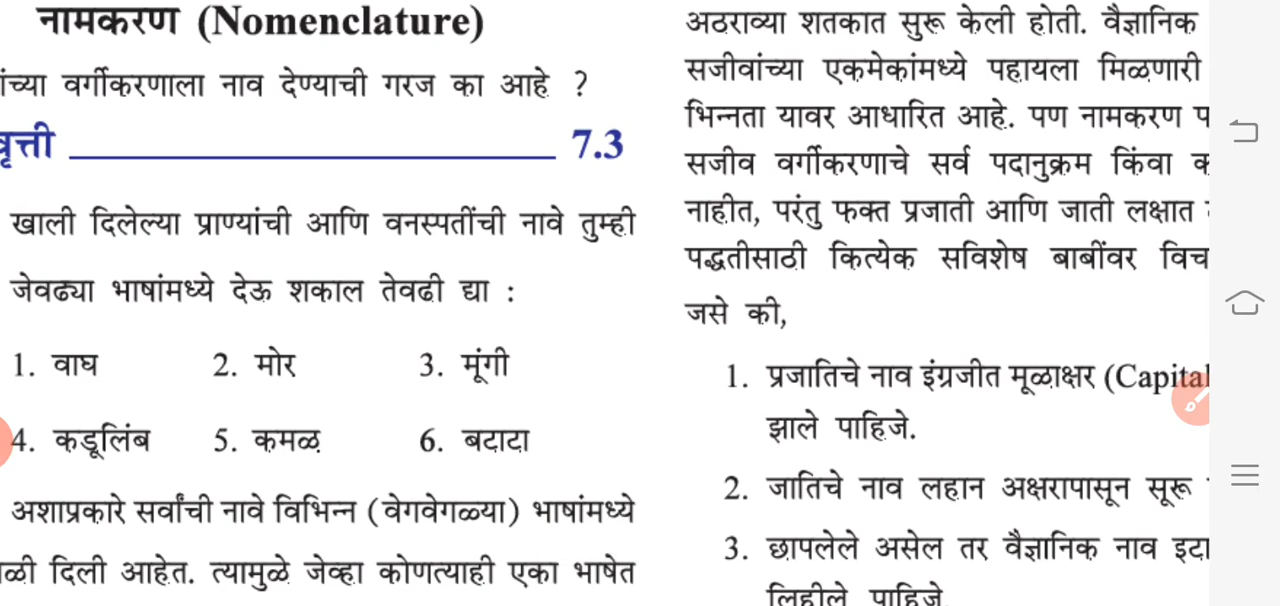 नामकरण (Nomenclature)
वर्गीकरणाला नाव देण्याची गरज का आहे ?
7.3
खाली दिलेल्या प्राण्यांची आणि वनस्पतींची नावे तुम्ही
जेवढ्या भाषांमध्ये देऊ शकाल तेवढी द्या :
1. वाघ 2. मोर 3. मूंगी
4. कडूलिंब 5. कमळ 6. बटाटा
अशाप्रकारे सर्वांची नावे विभिन्न (वेगवेगळ्या) भाषांमध्ये
दिली आहेत. त्यामुळे जेव्हा कोणत्याही एका भाषेत
अठराव्या शतकात सुरू केली होती. वैज्ञानिक
सजीवांच्या एकमेकांमध्ये पहायला मिळणारी
भिन्नता यावर आधारित आहे. पण नामकरण
सजीव वर्गीकरणाचे सर्व पदानुक्रम किंवा
नाहीत, परंतु फक्त प्रजाती आणि जाती लक्षात
पद्धतीसाठी कित्येक सविशेष बाबींवर
जसे की,
1. प्रजातिचे नाव इंग्रजीत मूळाक्षर (Capital
झाले पाहिजे.
2. जातिचे नाव लहान अक्षरापासून सूरू
3. छापलेले असेल तर वैज्ञानिक नाव
लिहीले पाहिजे.